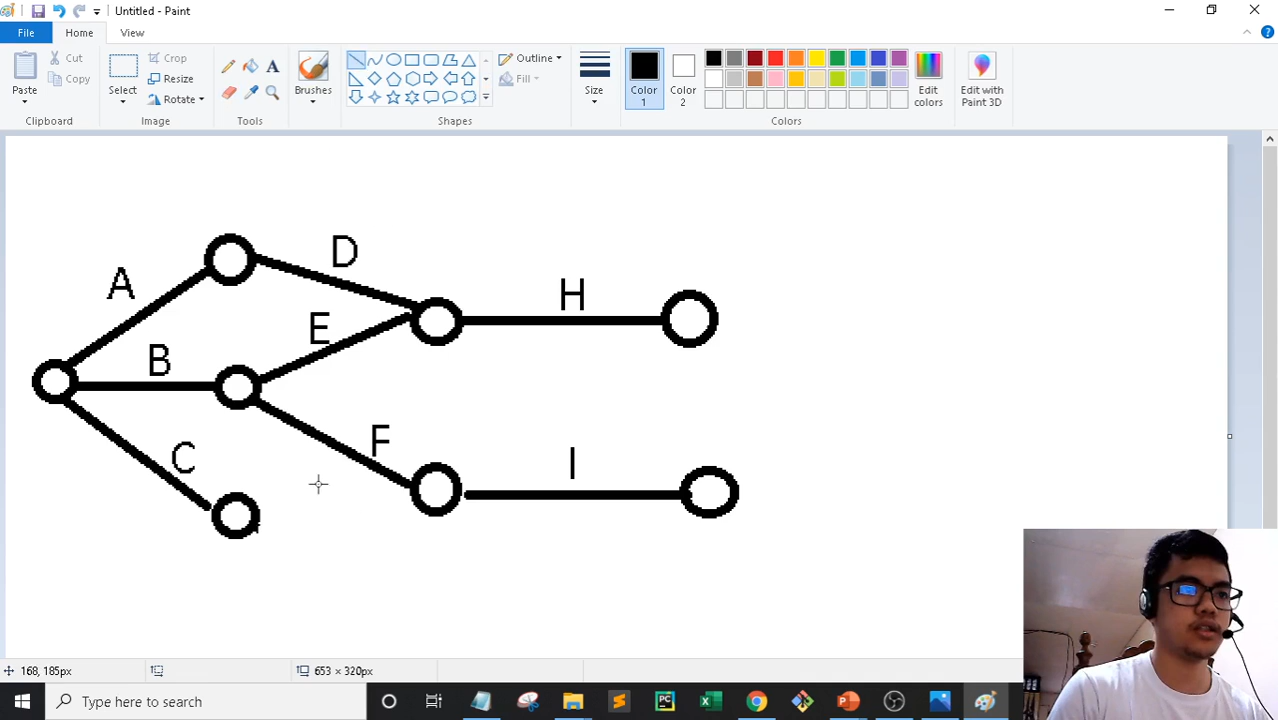 Untitled - Paint
File Home View
Paste
Cut
Copy
Clipboard
Select
Crop
Resize
Rotate
Image
A
Tools
Brushes
Shapes
Outline
Fill
Size
Color 1
Color 2
Colors
Edit colors
Edit with Paint 3D
A
B
C
D
E
F
H
I
168, 185px
653 × 320px
Type here to search
PC